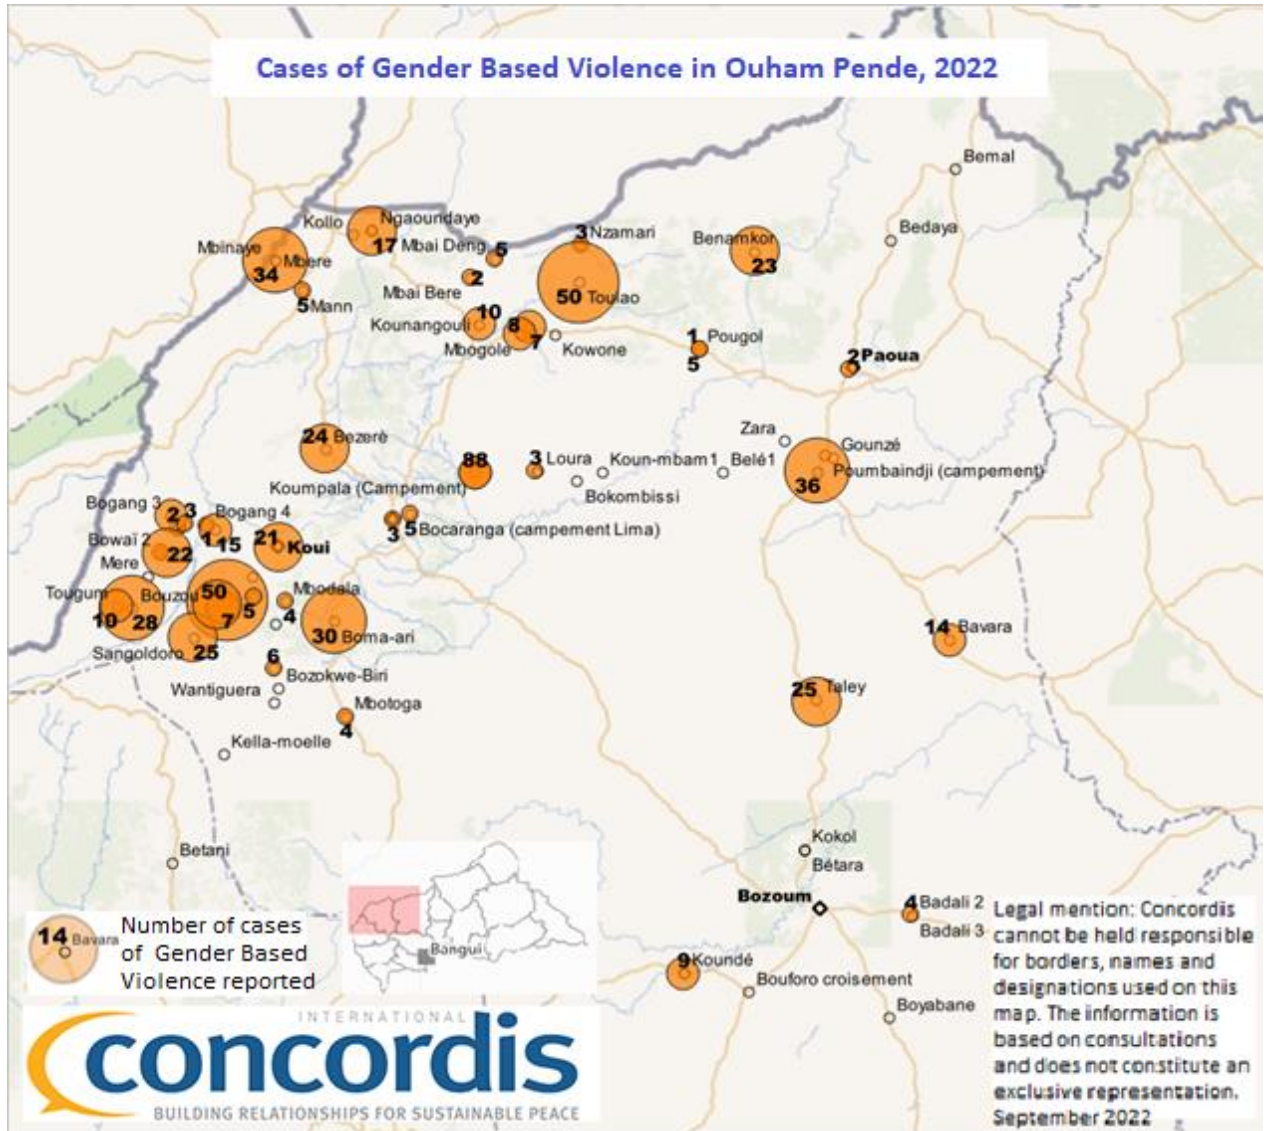 Cases of Gender Based Violence in Ouham Pende, 2022
Bemal
Kollo
Ngaoundaye
Bedaya
3 Nzamari
Benamkor
Mbinaye
17
Mbai Deng
5
Mbere
34
23
2
5
Mann
Mbai Bere
50 Toulao
10
Kounangouli
8
7
Mbogole
Kowone
1
Pougol
5
2
Paoua
24 Bezerè
Zara
Gounzé
88
3 Loura
Koun-mbam1
Belé1
Poumbaindji (campement)
36
Koumpala (Campement)
Bokombissi
Bogang 3
2
3
Bogang 4
3
5
Bocaranga (campement Lima)
Bowaï 2
22
1
15
21
Koui
Mere
Tougum
Bouzou
50
5
Mbodala
10
28
7
4
Sangoldoro
25
30 Boma-ari
14 Bavara
6
Bozokwe-Biri
25 Taley
Wantiguera
Mbotoga
4
Kella-moelle
Betani
Kokol
Bétara
Bozoum
4 Badali 2
Badali 3
9 Koundé
Bouforo croisement
Boyabane
14 Bavara
Number of cases
of Gender Based
Violence reported
Bangui
INTERNATIONAL
concordis
BUILDING RELATIONSHIPS FOR SUSTAINABLE PEACE
Legal mention: Concordis
cannot be held responsible
for borders, names and
designations used on this
map. The information is
based on consultations
and does not constitute an
exclusive representation.
September 2022